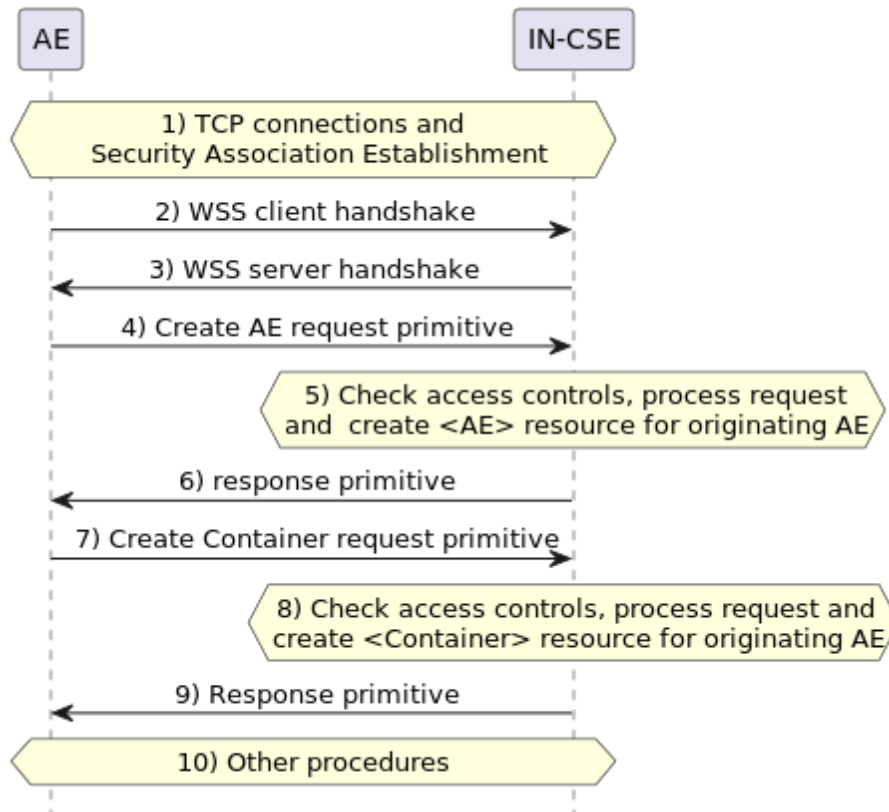 AE
IN-CSE
1) TCP connections and
Security Association Establishment
2) WSS client handshake
3) WSS server handshake
4) Create AE request primitive
5) Check access controls, process request
and  create <AE> resource for originating AE
6) response primitive
7) Create Container request primitive
8) Check access controls, process request and
create <Container> resource for originating AE
9) Response primitive
10) Other procedures